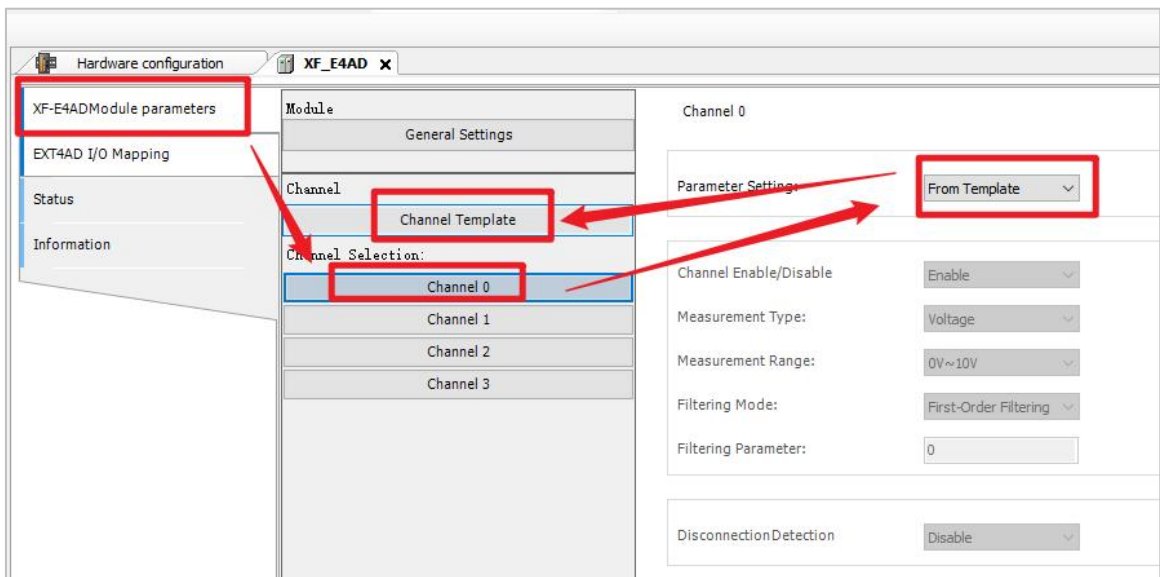 Hardware configuration
XF_E4AD
XF-E4ADModule parameters
EXT4AD I/O Mapping
Status
Information
Module
General Settings
Channel
Channel Template
Channel Selection:
Channel 0
Channel 1
Channel 2
Channel 3
Channel 0
Parameter Setting: From Template
Channel Enable/Disable Enable
Measurement Type: Voltage
Measurement Range: 0V~10V
Filtering Mode: First-Order Filtering
Filtering Parameter: 0
DisconnectionDetection Disable